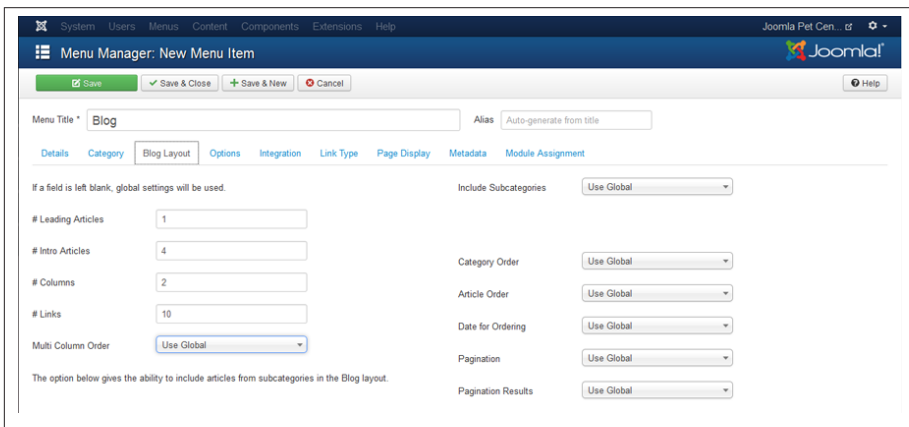 System Users Menus Content Components Extensions Help Joomla Pet Cen...
Menu Manager: New Menu Item Joomla!
Save Save & Close Save & New Cancel Help
Menu Title * Blog Alias Auto-generate from title
Details Category Blog Layout Options Integration Link Type Page Display Metadata Module Assignment
If a field is left blank, global settings will be used.
# Leading Articles 1
# Intro Articles 4
# Columns 2
# Links 10
Multi Column Order Use Global
The option below gives the ability to include articles from subcategories in the Blog layout.
Include Subcategories Use Global
Category Order Use Global
Article Order Use Global
Date for Ordering Use Global
Pagination Use Global
Pagination Results Use Global